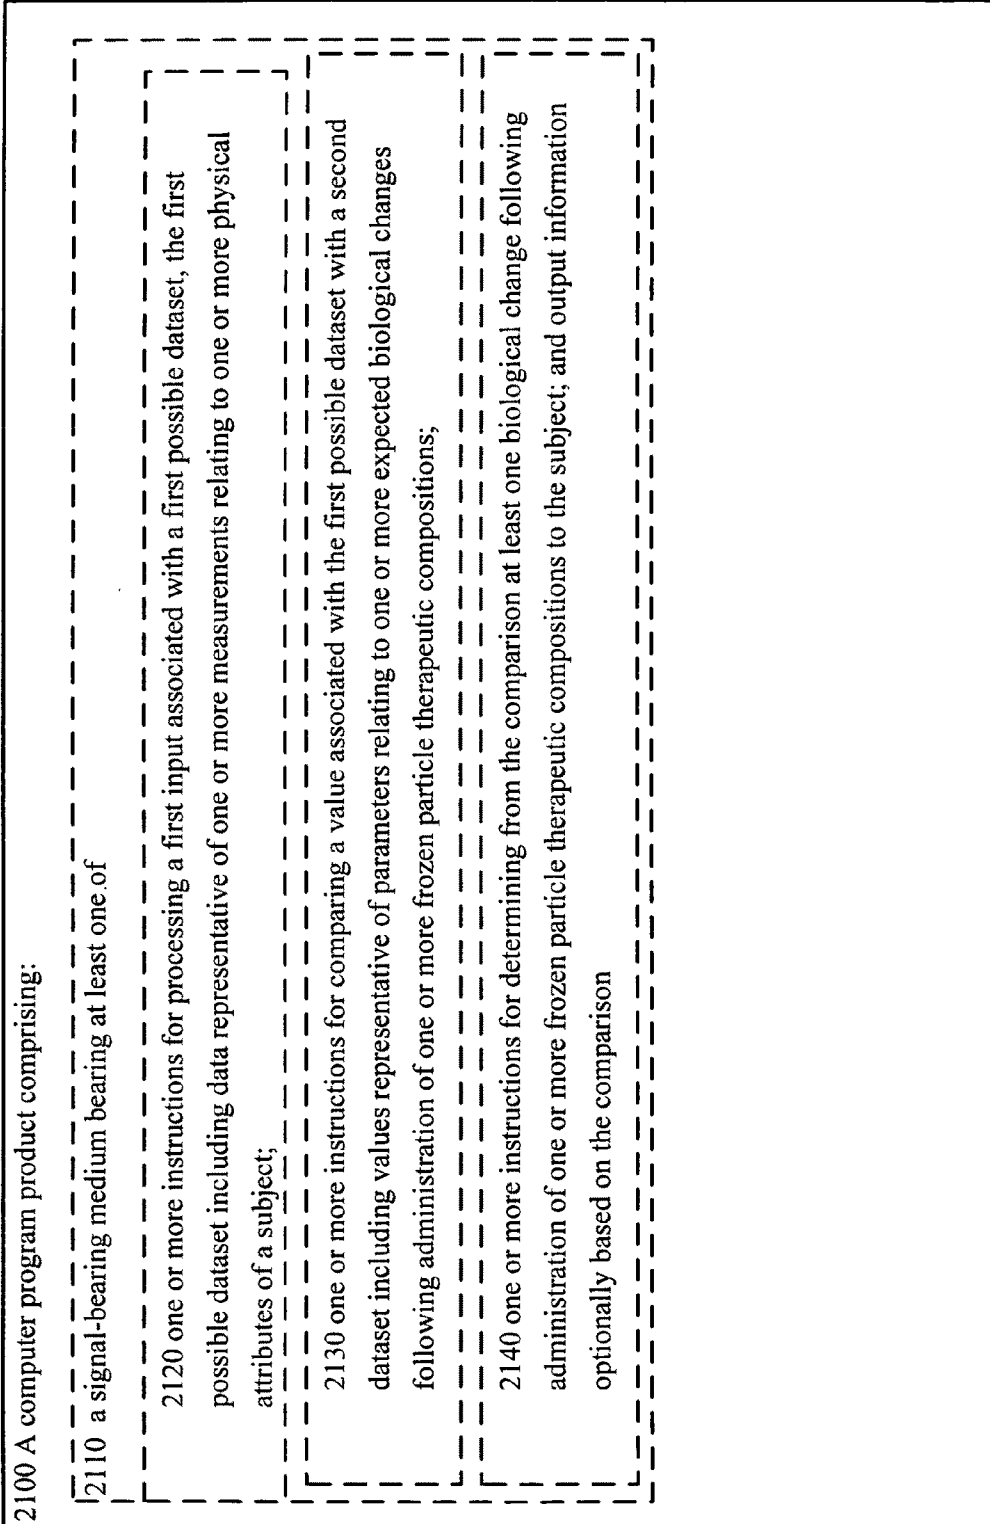 2100 A computer program product comprising:
2110 a signal-bearing medium bearing at least one of
2120 one or more instructions for processing a first input associated with a first possible dataset, the first
possible dataset including data representative of one or more measurements relating to one or more physical
attributes of a subject;
2130 one or more instructions for comparing a value associated with the first possible dataset with a second
dataset including values representative of parameters relating to one or more expected biological changes
following administration of one or more frozen particle therapeutic compositions;
2140 one or more instructions for determining from the comparison at least one biological change following
administration of one or more frozen particle therapeutic compositions to the subject; and output information
optionally based on the comparison